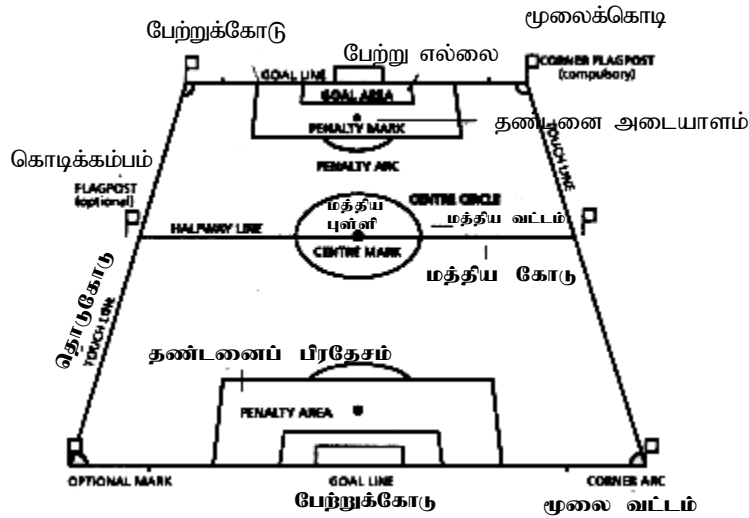 பேற்றுக்கோடு
மூலைக்கொடி
பேற்று எல்லை
GOAL LINE
CORNER FLAGPOST
(compulsory)
GOAL AREA
PENALTY MARK
தண்டனை அடையாளம்
TOUCH LINE
கொடிக்கம்பம்
PENALTY ARC
FLAGPOST
(optional)
மத்திய
புள்ளி
CENTRE CIRCLE
மத்திய வட்டம்
HALFWAY LINE
CENTRE MARK
மத்திய கோடு
தொடுகோடு
TOUCH LINE
தண்டனைப் பிரதேசம்
PENALTY AREA
OPTIONAL MARK
GOAL LINE
CORNER ARC
பேற்றுக்கோடு
மூலை வட்டம்